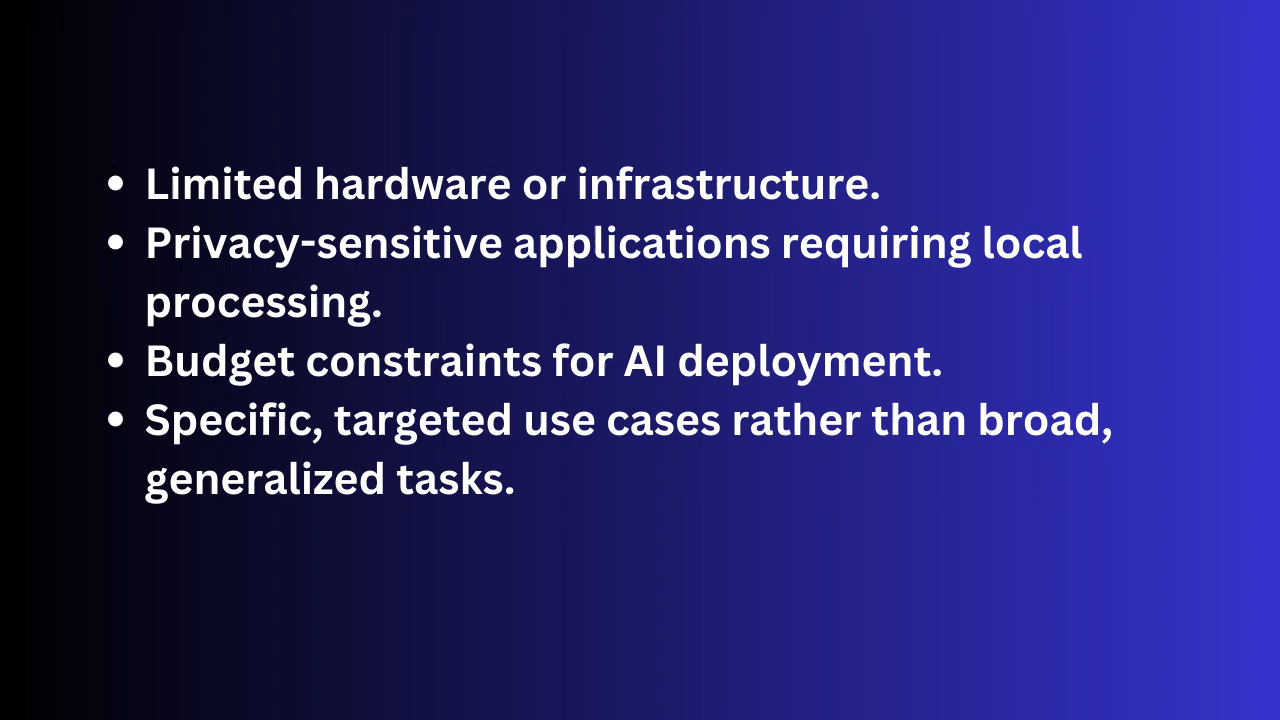 • Limited hardware or infrastructure.
• Privacy-sensitive applications requiring local
processing.
• Budget constraints for AI deployment.
• Specific, targeted use cases rather than broad,
generalized tasks.